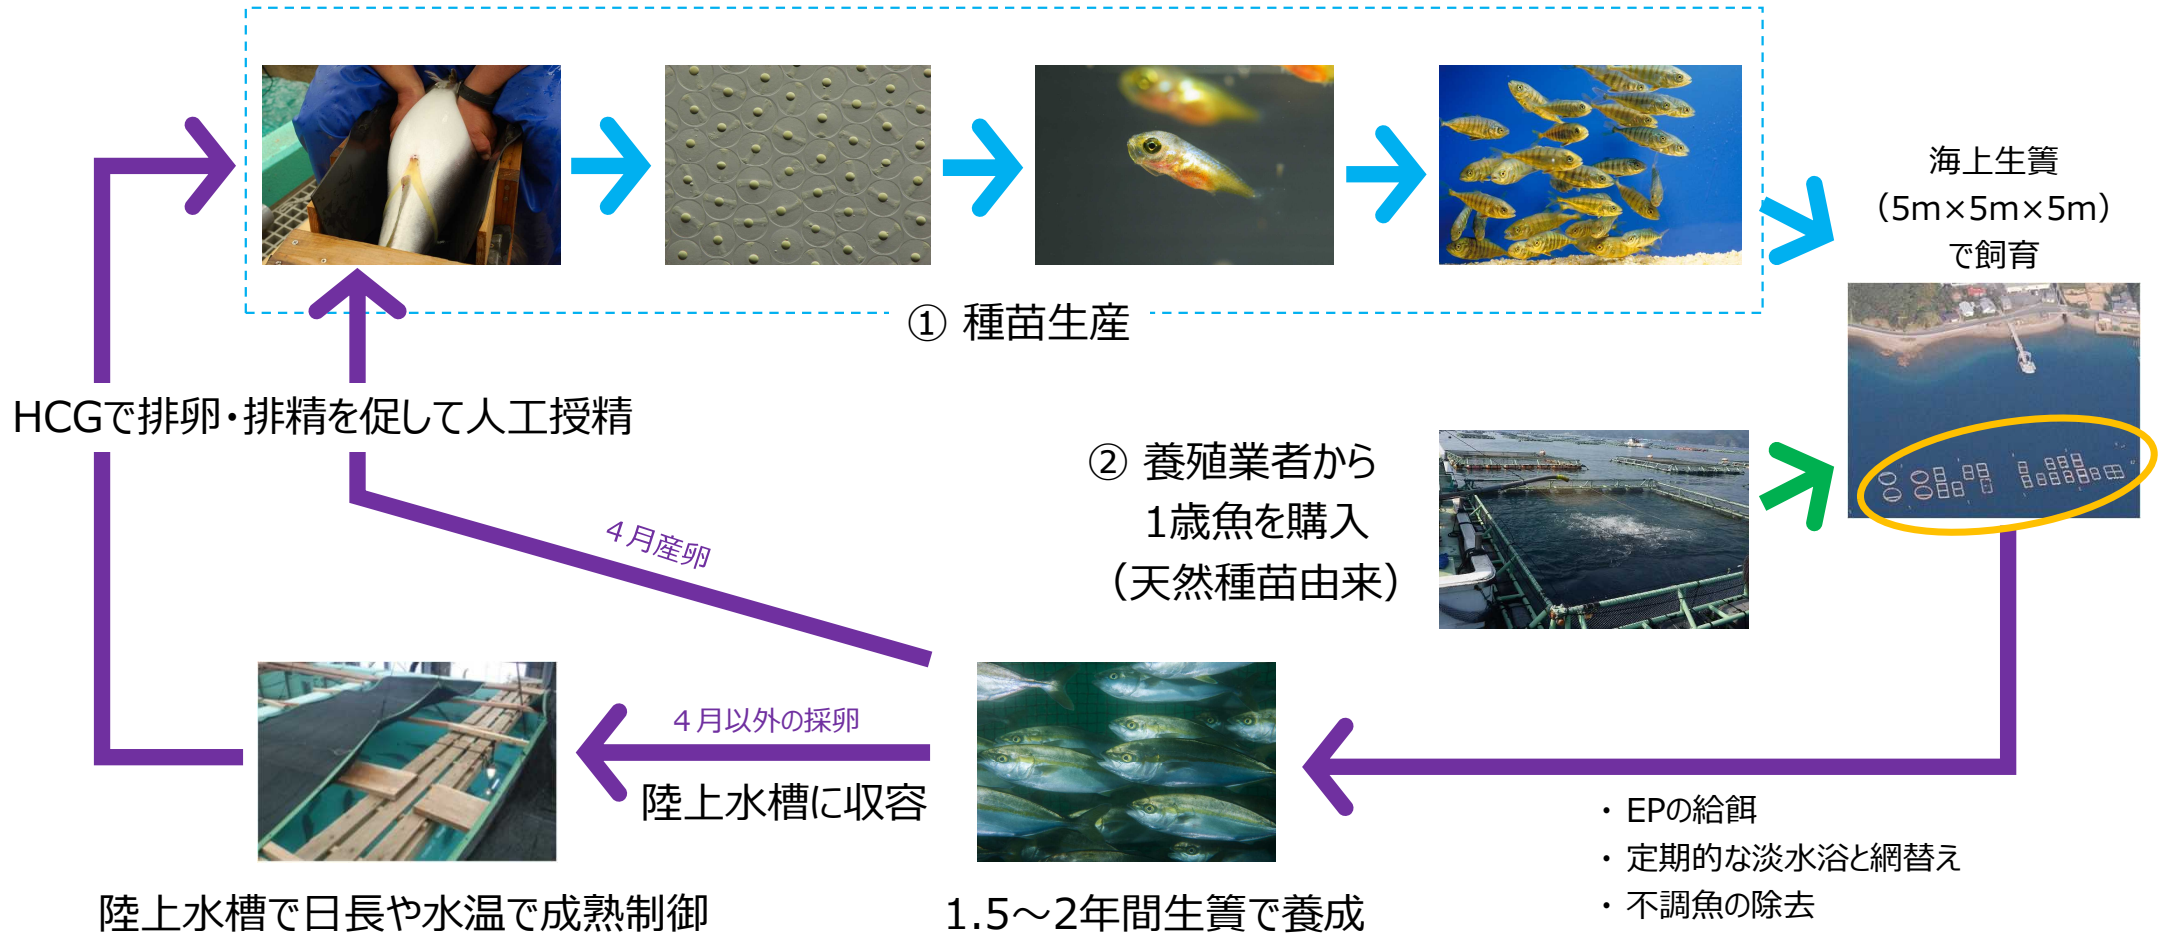 海上生簀
（5m×5m×5m）
で飼育
① 種苗生産
HCGで排卵・排精を促して人工授精
② 養殖業者から
1歳魚を購入
（天然種苗由来）
４月産卵
４月以外の採卵
陸上水槽に収容
・ EPの給餌
・ 定期的な淡水浴と網替え
・ 不調魚の除去
陸上水槽で日長や水温で成熟制御
1.5～2年間生簀で養成